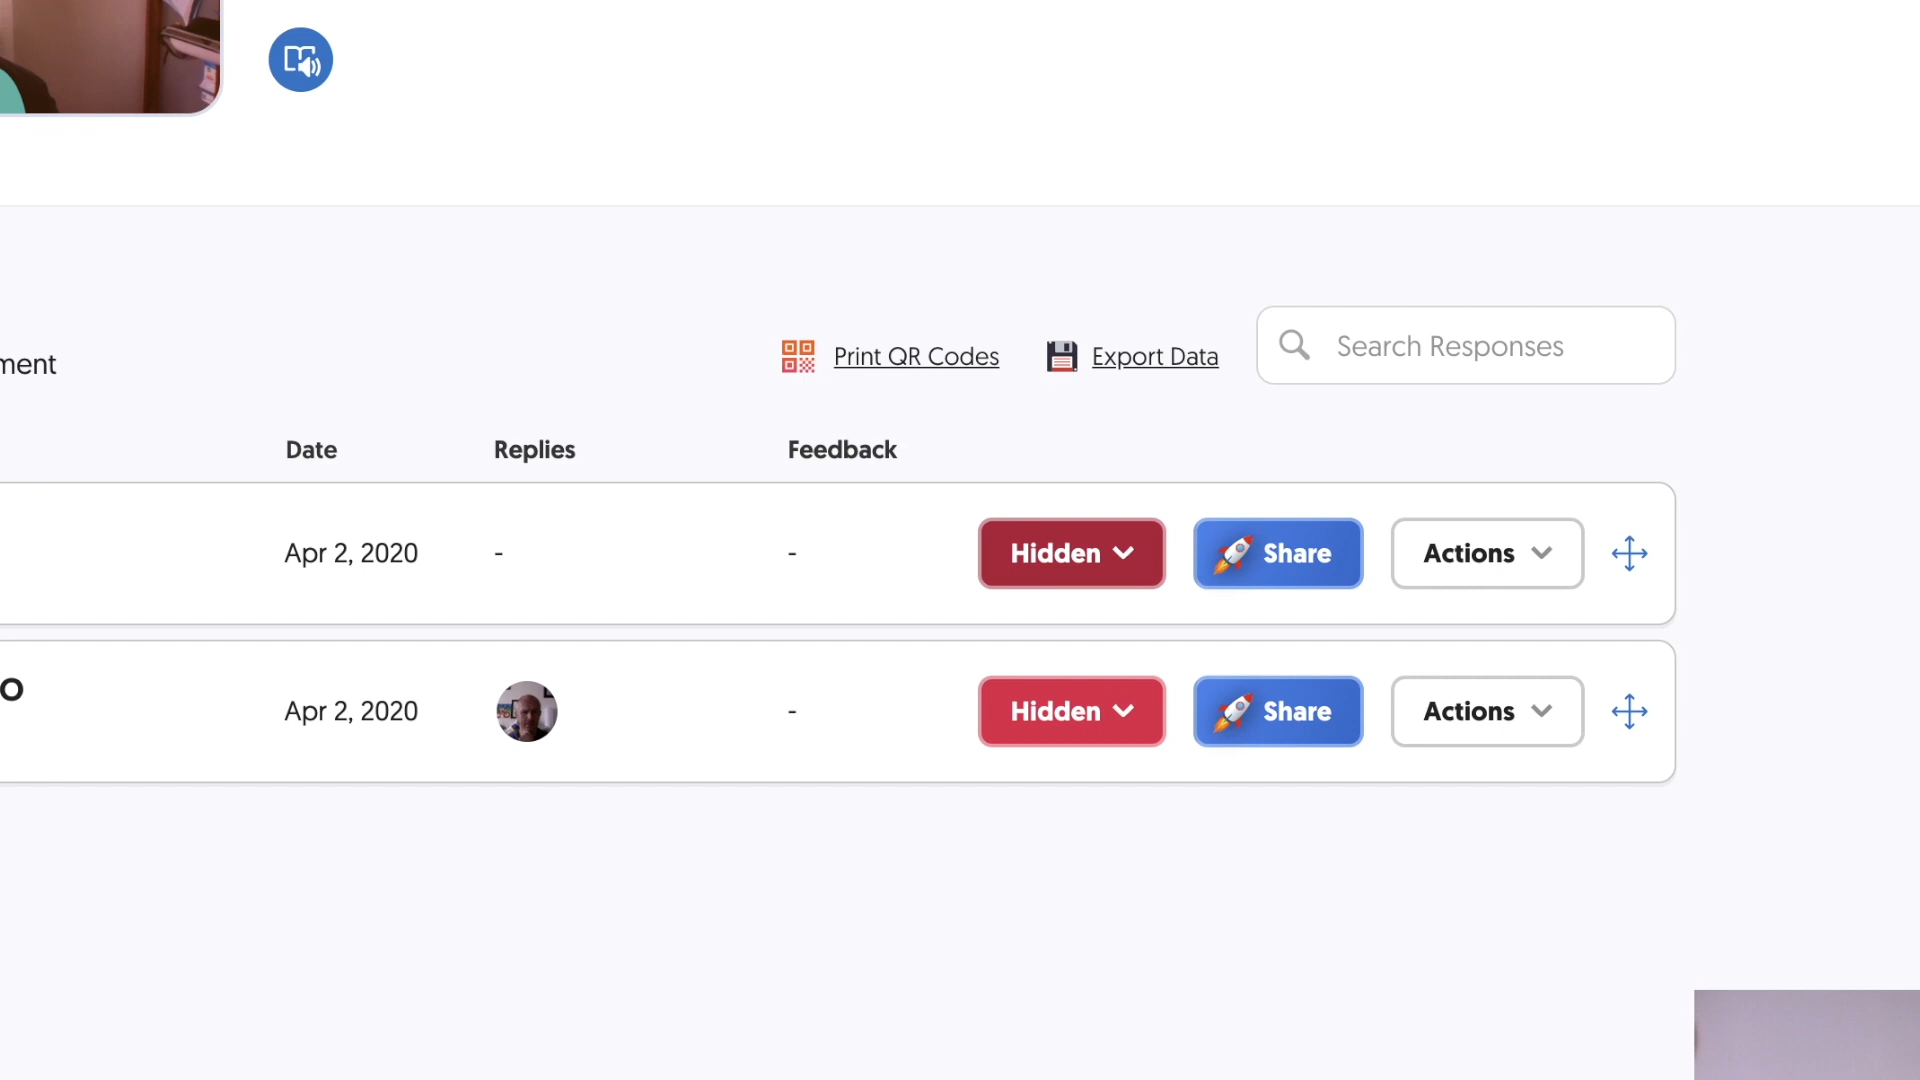 ment
Print QR Codes
Export Data
Search Responses
Date
Replies
Feedback
Apr 2, 2020
-
-
Hidden
Share
Actions
o
Apr 2, 2020
-
Hidden
Share
Actions